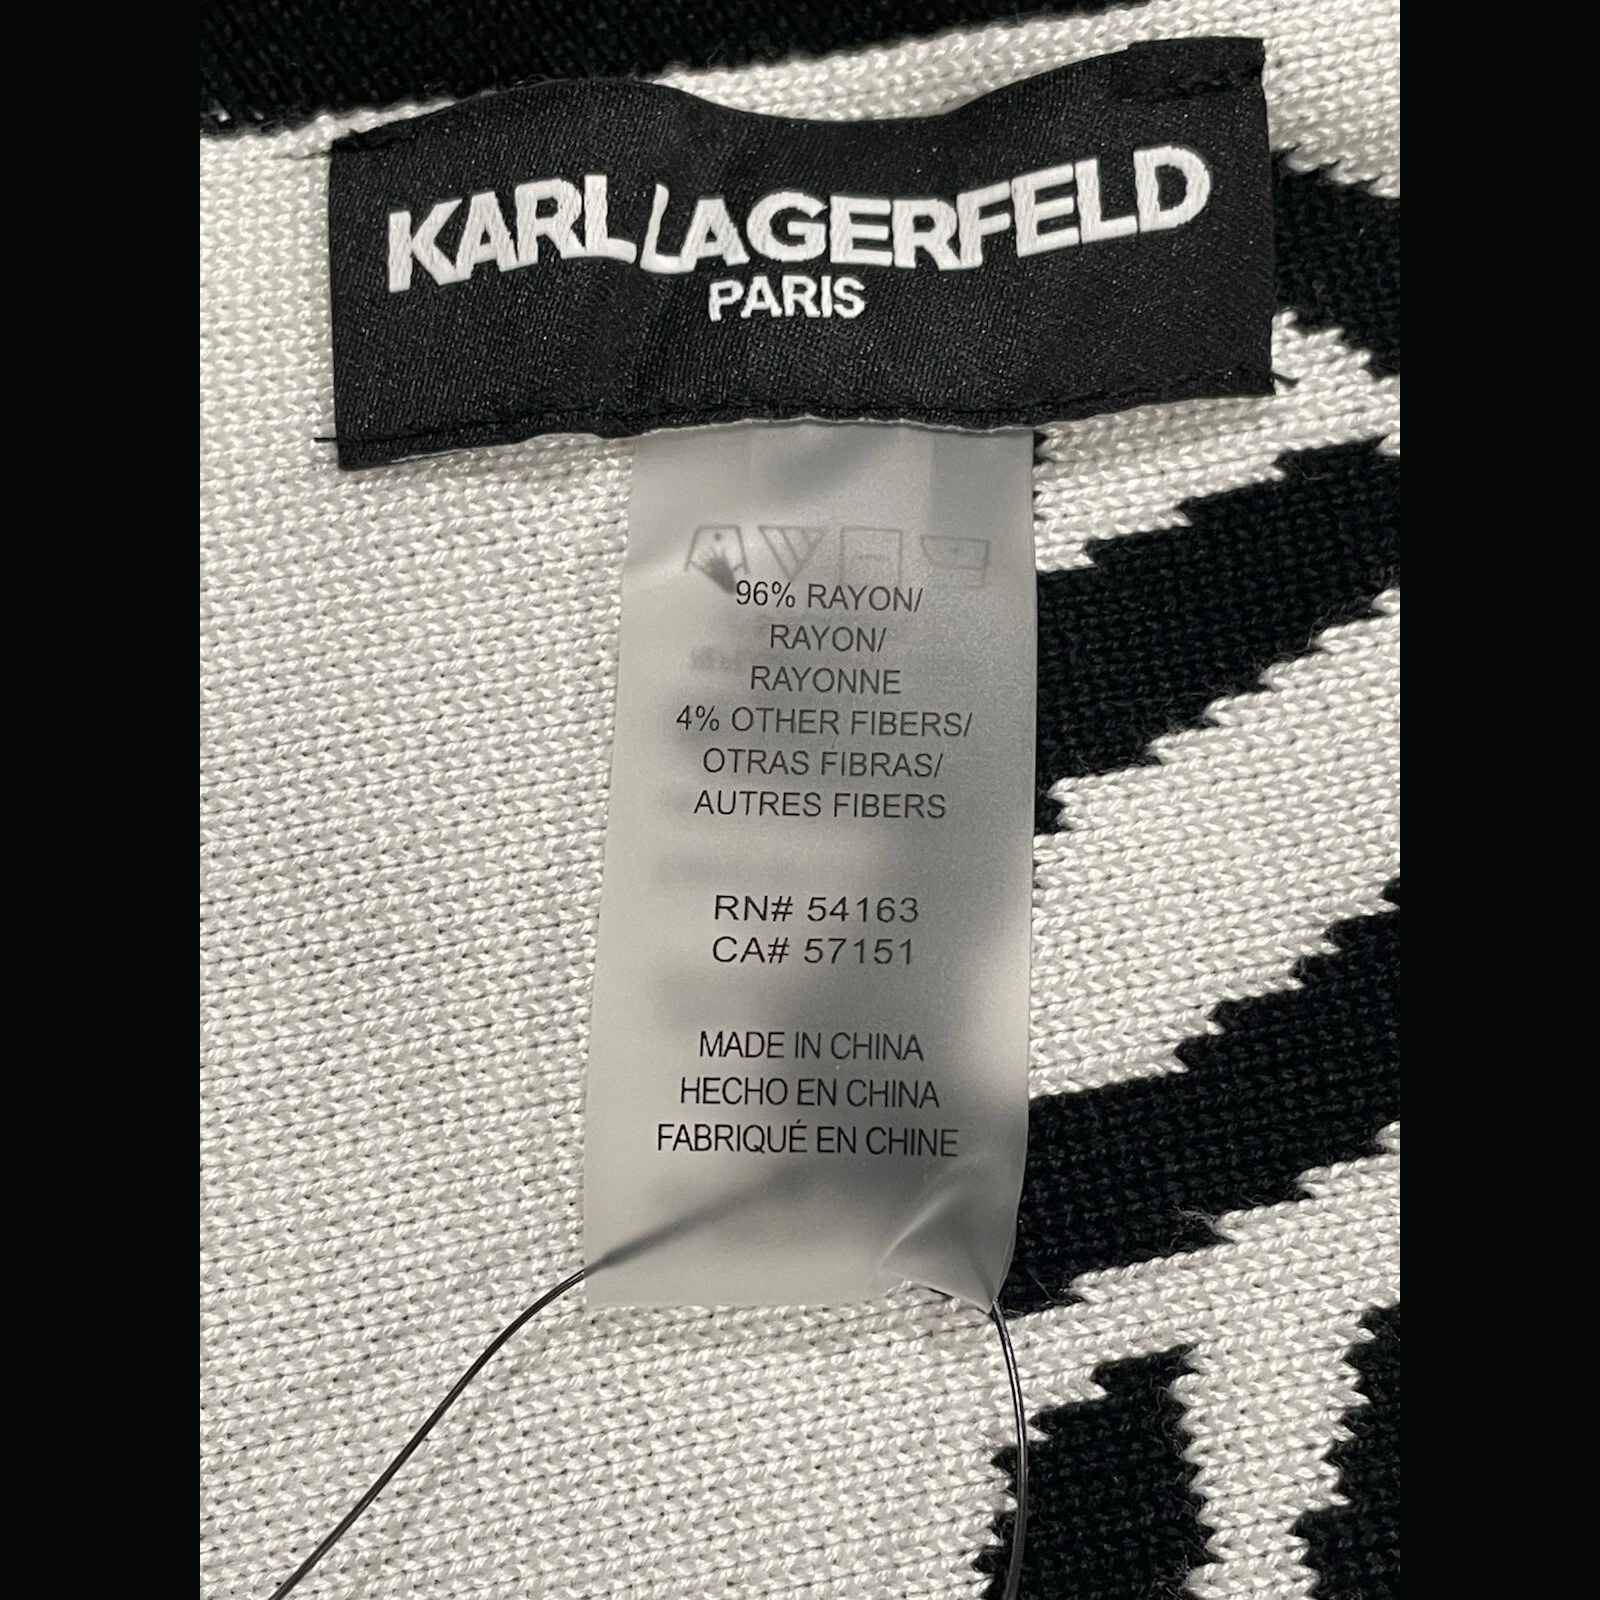 KARL LAGERFELD
PARIS
96% RAYON/
RAYON/
RAYONNE
4% OTHER FIBERS/
OTRAS FIBRAS/
AUTRES FIBERS
RN# 54163
CA# 57151
MADE IN CHINA
HECHO EN CHINA
FABRIQUÉ EN CHINE